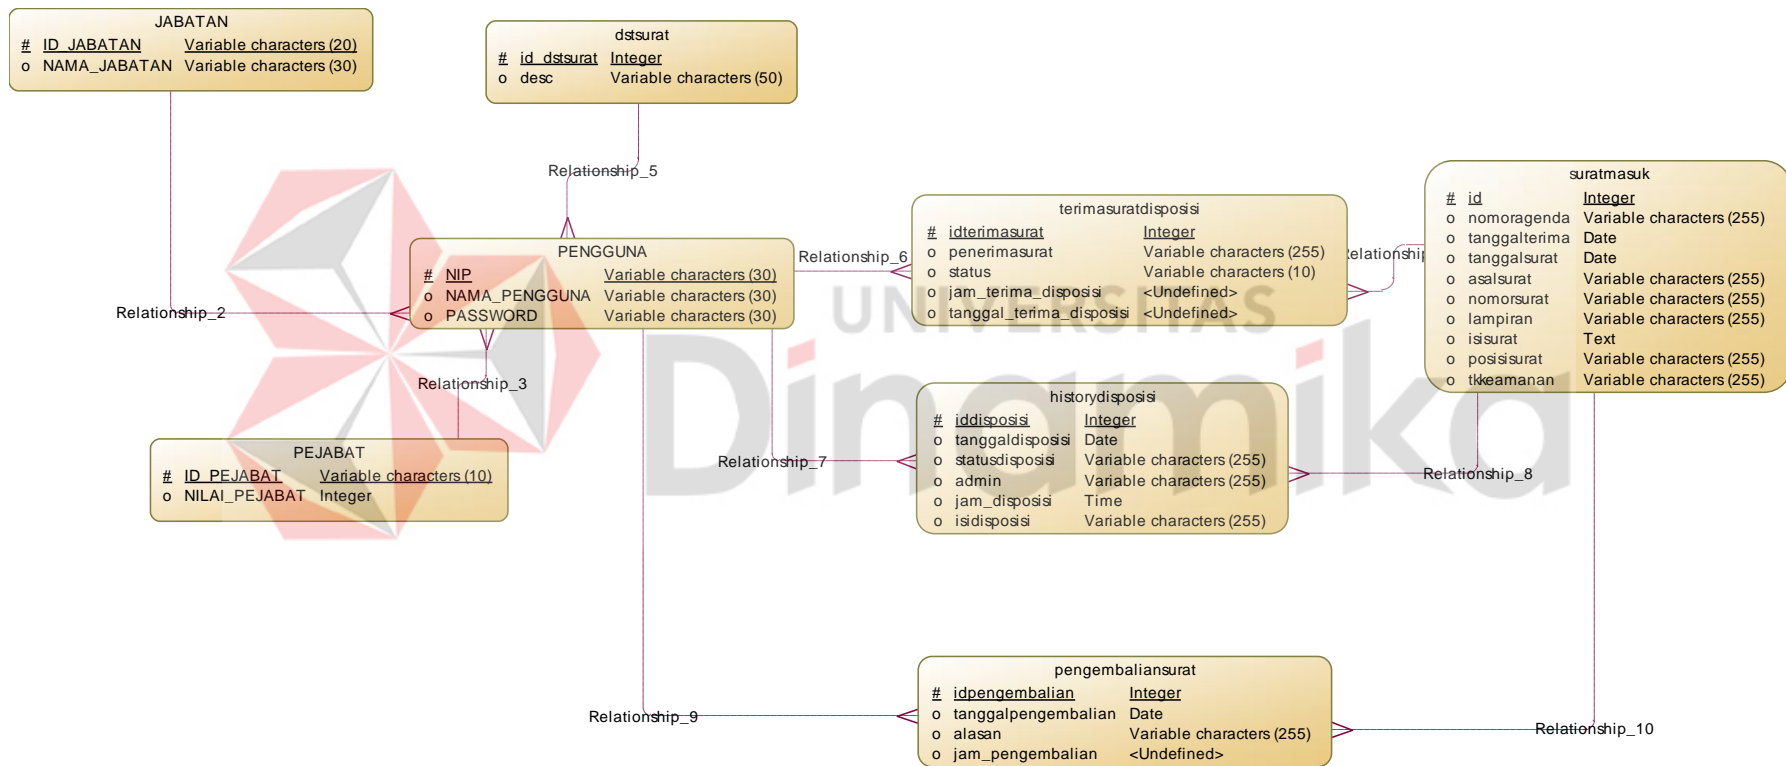 JABATAN
# ID_JABATAN Variable characters (20)
o NAMA_JABATAN Variable characters (30)
dstsurat
# id_dstsurat Integer
o desc Variable characters (50)
Relationship_5
suratmasuk
# id Integer
o nomoragenda Variable characters (255)
o tanggalterima Date
o tanggalsurat Date
o asalsurat Variable characters (255)
o nomorsurat Variable characters (255)
o lampiran Variable characters (255)
o isisurat Text
o posisisurat Variable characters (255)
o tkkeamanan Variable characters (255)
terimasuratdisposisi
# idterimasurat Integer
o penerimasurat Variable characters (255)
o status Variable characters (10)
o jam_terima_disposisi <Undefined>
o tanggal_terima_disposisi <Undefined>
PENGGUNA
# NIP Variable characters (30)
o NAMA_PENGGUNA Variable characters (30)
o PASSWORD Variable characters (30)
Relationship_6
Relationship
Relationship_2
UNIVERSITAS
Dinamika
Relationship_3
historydisposisi
# iddisposisi Integer
o tanggaldisposisi Date
o statusdisposisi Variable characters (255)
o admin Variable characters (255)
o jam_disposisi Time
o isidisposisi Variable characters (255)
PEJABAT
# ID_PEJABAT Variable characters (10)
o NILAI_PEJABAT Integer
Relationship_7
Relationship_8
pengembaliansurat
# idpengembalian Integer
o tanggalpengembalian Date
o alasan Variable characters (255)
o jam_pengembalian <Undefined>
Relationship_9
Relationship_10